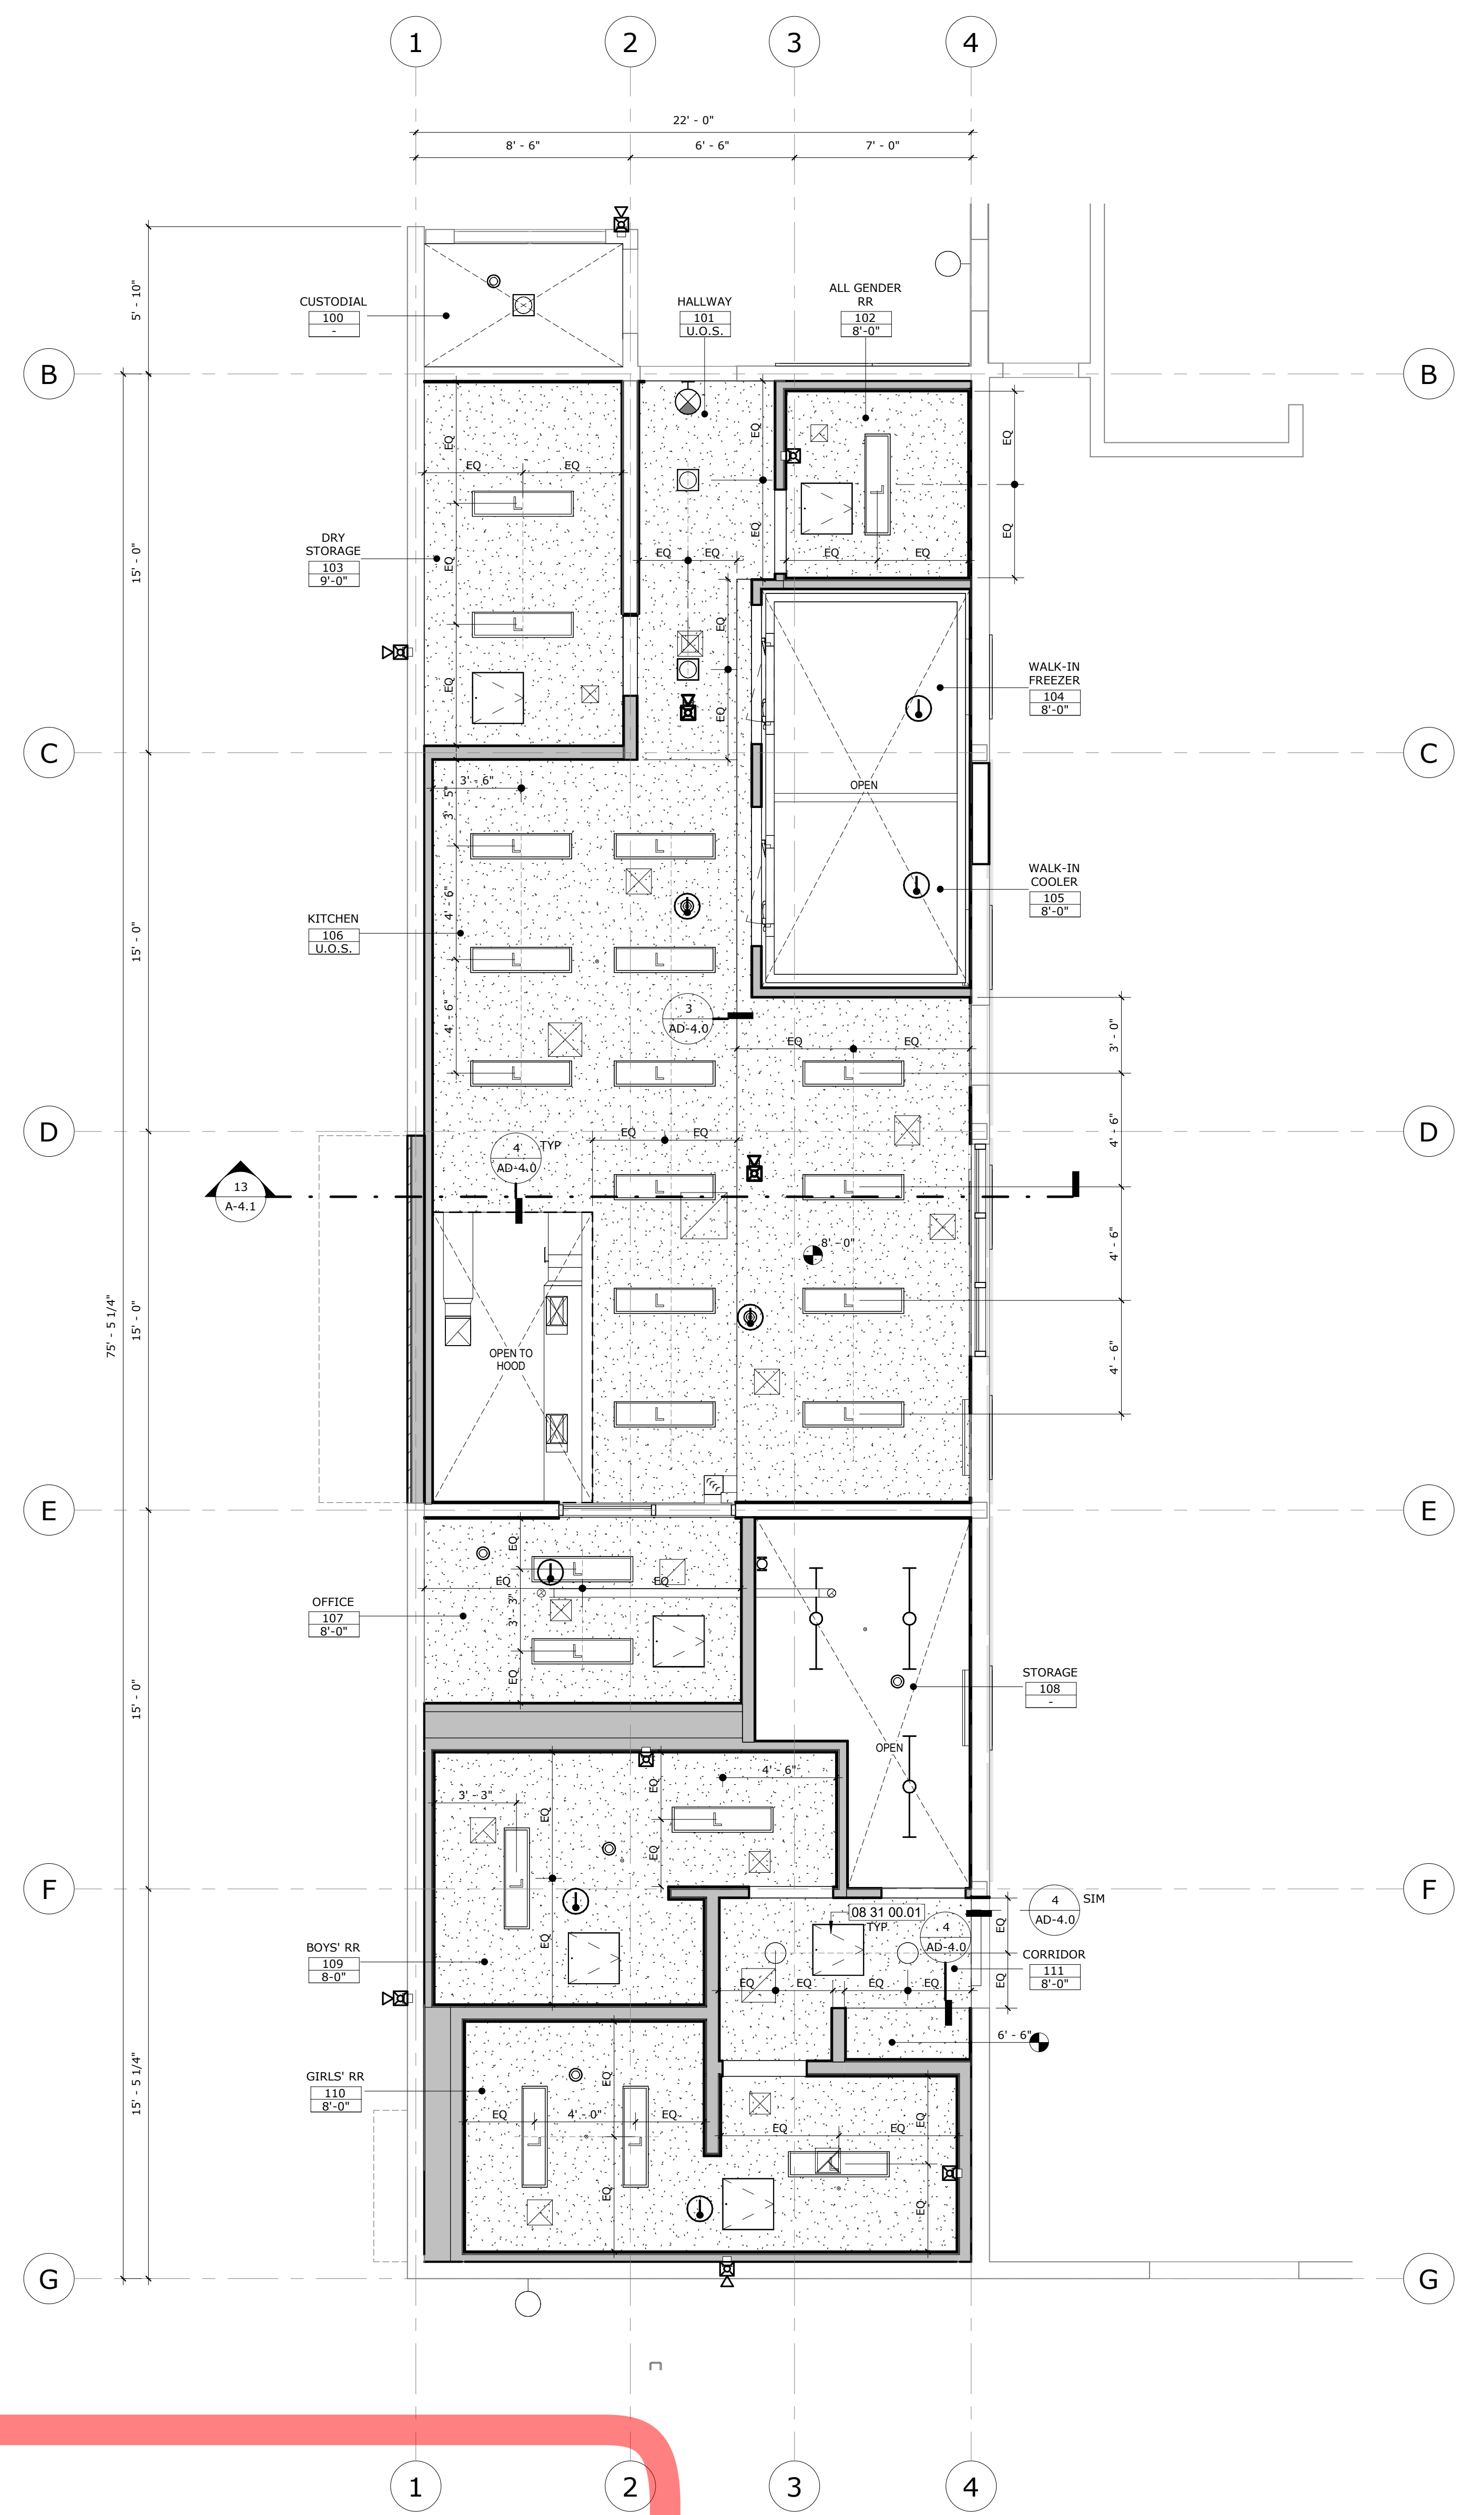 1
2
3
4
22' - 0"
8' - 6"
6' - 6"
7' - 0"
5' - 10"
CUSTODIAL
100
-
HALLWAY
101
U.O.S.
ALL GENDER
RR
102
8'-0"
B
B
EQ
EQ
EQ
EQ
EQ
L
L
DRY
STORAGE
103
9'-0"
15' - 0"
EQ
EQ
EQ
EQ
EQ
EQ
EQ
L
EQ
EQ
WALK-IN
FREEZER
104
8'-0"
EQ
EQ
C
C
3' - 6"
3' - 5"
OPEN
L
L
4' - 6"
WALK-IN
COOLER
105
8'-0"
KITCHEN
106
U.O.S.
15' - 0"
L
L
4' - 6"
3
AD-4.0
EQ
EQ
3' - 0"
L
L
L
D
D
EQ
EQ
4' - 6"
4
AD-4.0
TYP
L
L
13
A-4.1
8' - 0"
4' - 6"
L
L
75' - 5 1/4"
15' - 0"
OPEN TO
HOOD
4' - 6"
L
L
E
E
EQ
L
EQ
EQ
OFFICE
107
8'-0"
3' - 3"
L
EQ
15' - 0"
STORAGE
108
-
OPEN
4' - 6"
EQ
3' - 3"
EQ
L
EQ
L
F
F
4
AD-4.0
SIM
08 31 00.01
TYP
4
AD-4.0
EQ
EQ
BOYS' RR
109
8-0"
CORRIDOR
111
8'-0"
EQ
EQ
EQ
EQ
EQ
6' - 6"
15' - 5 1/4"
GIRLS' RR
110
8'-0"
EQ
EQ
4' - 0"
EQ
EQ
EQ
EQ
L
L
L
EQ
EQ
G
G
1
2
3
4